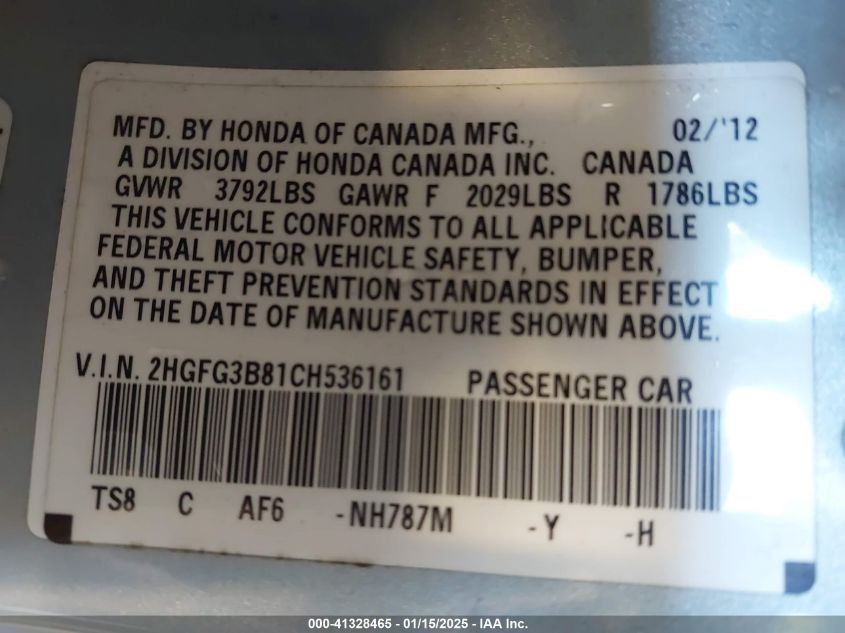 MFD. BY HONDA OF CANADA MFG., 02/'12
A DIVISION OF HONDA CANADA INC. CANADA
GVWR 3792LBS GAWR F 2029LBS R 1786LBS
THIS VEHICLE CONFORMS TO ALL APPLICABLE
FEDERAL MOTOR VEHICLE SAFETY, BUMPER,
AND THEFT PREVENTION STANDARDS IN EFFECT
ON THE DATE OF MANUFACTURE SHOWN ABOVE.
V.I.N. 2HGFG3B81CH536161 PASSENGER CAR
TS8 C AF6 -NH787M -Y -H
000-41328465 - 01/15/2025 - IAA Inc.